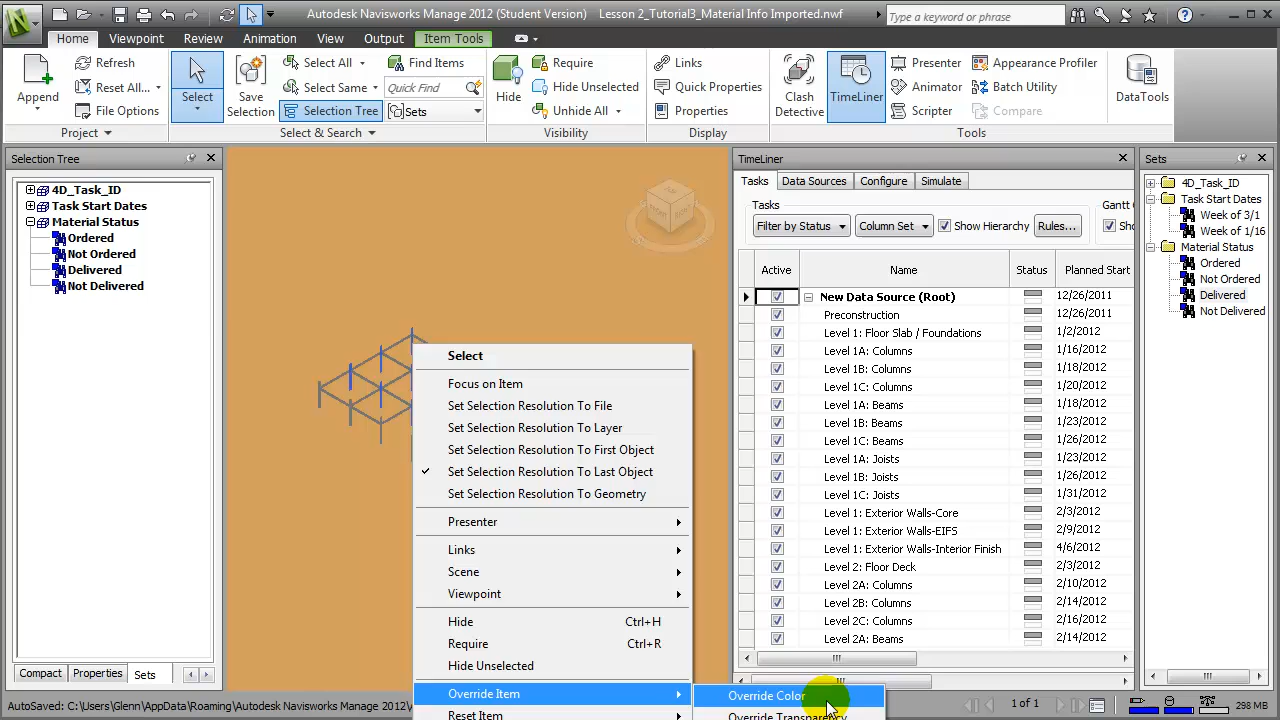 Autodesk Navisworks Manage 2012 (Student Version) Lesson 2_Tutorial3_Material Info Imported.nwf Type a keyword or phrase
Home Viewpoint Review Animation View Output Item Tools
Append
Refresh
Reset All...
File Options
Project
Select
Save Selection
Select All
Select Same
Selection Tree
Find Items
Quick Find
Sets
Select & Search
Hide
Require
Hide Unselected
Unhide All
Visibility
Links
Quick Properties
Properties
Display
Clash Detective
TimeLiner
Presenter
Animator
Scripter
Appearance Profiler
Batch Utility
Compare
Tools
DataTools
Selection Tree
4D_Task_ID
Task Start Dates
Material Status
Ordered
Not Ordered
Delivered
Not Delivered
Compact Properties Sets
Select
Focus on Item
Set Selection Resolution To File
Set Selection Resolution To Layer
Set Selection Resolution To First Object
Set Selection Resolution To Last Object
Set Selection Resolution To Geometry
Presenter
Links
Scene
Viewpoint
Hide Ctrl+H
Require Ctrl+R
Hide Unselected
Override Item
Reset Item
Override Color
Override Transparency
TimeLiner
Tasks Data Sources Configure Simulate
Tasks
Filter by Status Column Set Show Hierarchy Rules...
Active Name Status Planned Start
New Data Source (Root) 12/26/2011
Preconstruction 12/26/2011
Level 1: Floor Slab / Foundations 1/2/2012
Level 1A: Columns 1/16/2012
Level 1B: Columns 1/18/2012
Level 1C: Columns 1/20/2012
Level 1A: Beams 1/18/2012
Level 1B: Beams 1/23/2012
Level 1C: Beams 1/26/2012
Level 1A: Joists 1/23/2012
Level 1B: Joists 1/26/2012
Level 1C: Joists 1/31/2012
Level 1: Exterior Walls-Core 2/3/2012
Level 1: Exterior Walls-EIFS 2/9/2012
Level 1: Exterior Walls-Interior Finish 4/6/2012
Level 2: Floor Deck 2/3/2012
Level 2A: Columns 2/10/2012
Level 2B: Columns 2/14/2012
Level 2C: Columns 2/16/2012
Level 2A: Beams 2/14/2012
Sets
4D_Task_ID
Task Start Dates
Week of 3/1
Week of 1/16
Material Status
Ordered
Not Ordered
Delivered
Not Delivered
Autosaved: C:\Users\Glenn\AppData\Roaming\Autodesk
1 of 1
298 MB